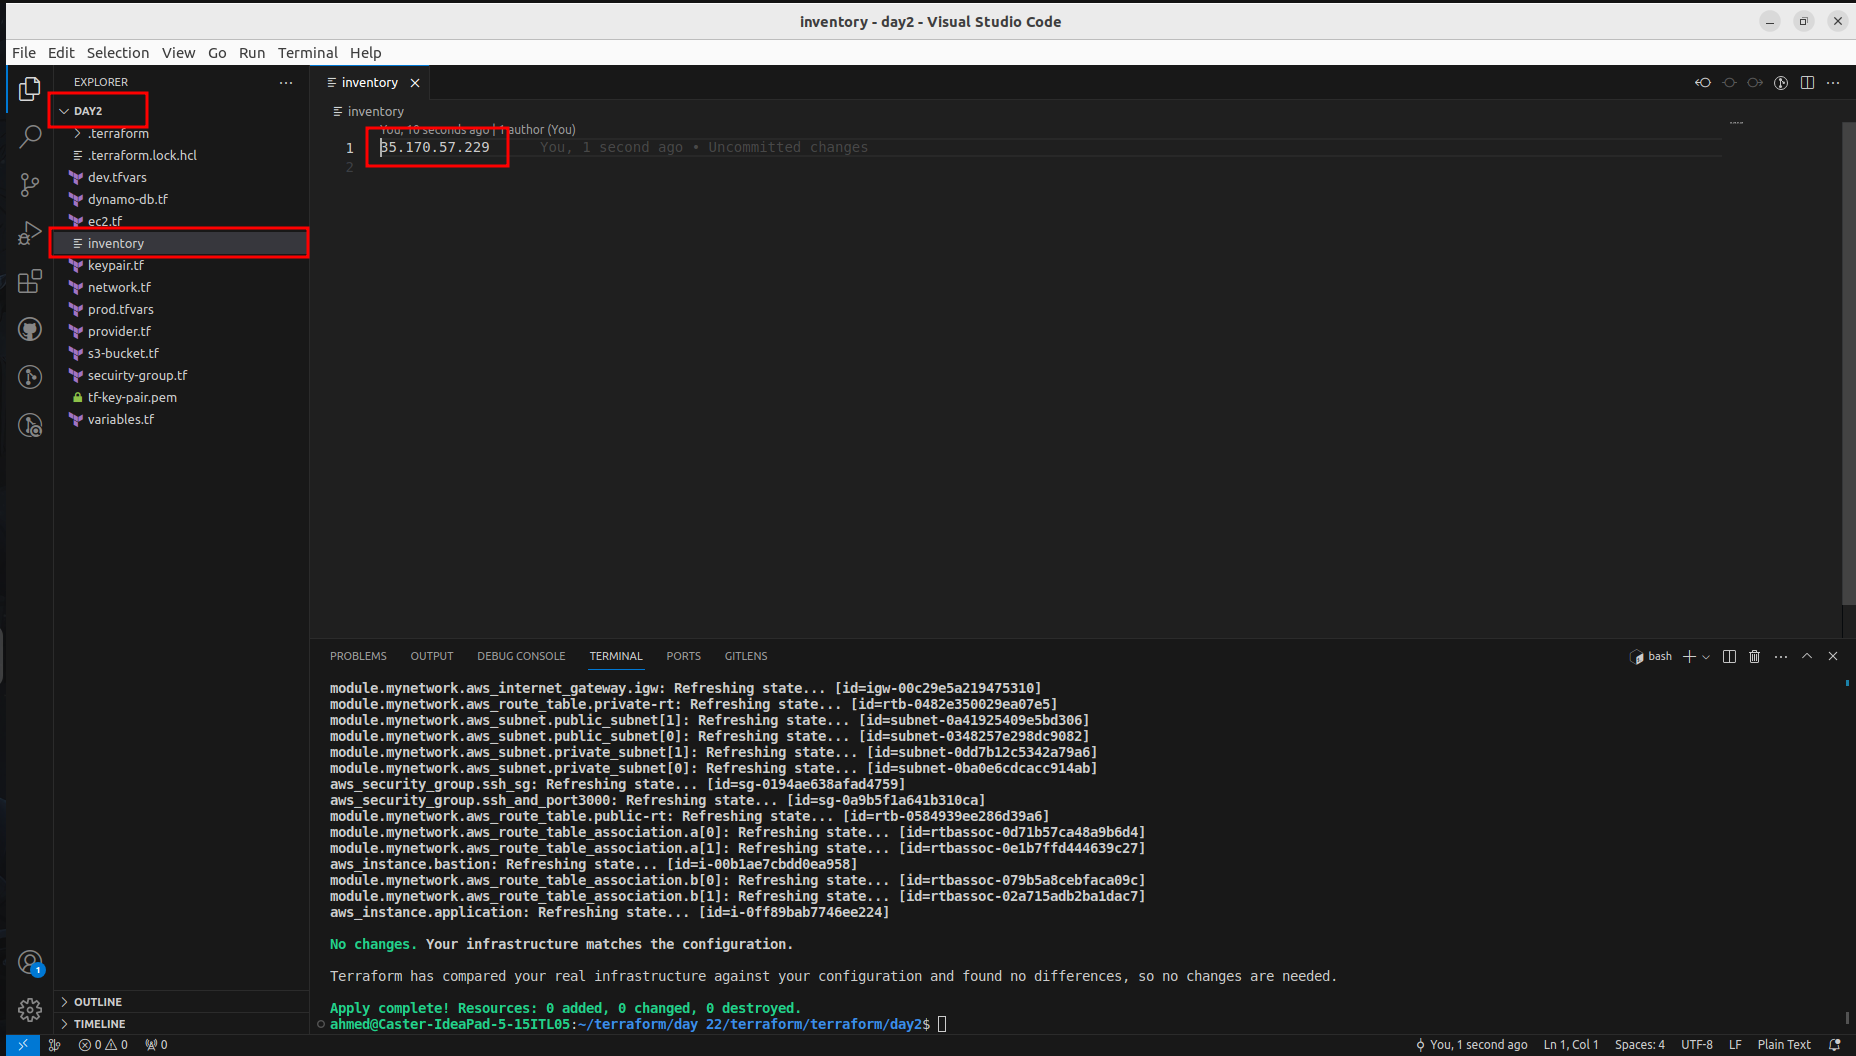 inventory - day2 - Visual Studio Code
File Edit Selection View Go Run Terminal Help
EXPLORER
DAY2
.terraform
.terraform.lock.hcl
dev.tfvars
dynamo-db.tf
ec2.tf
inventory
keypair.tf
network.tf
prod.tfvars
provider.tf
s3-bucket.tf
secuirty-group.tf
tf-key-pair.pem
variables.tf
OUTLINE
TIMELINE
inventory
inventory
You, 10 seconds ago | 1 author (You)
1 35.170.57.229 You, 1 second ago • Uncommitted changes
2
PROBLEMS OUTPUT DEBUG CONSOLE TERMINAL PORTS GITLENS
bash
module.mynetwork.aws_internet_gateway.igw: Refreshing state... [id=igw-00c29e5a219475310]
module.mynetwork.aws_route_table.private-rt: Refreshing state... [id=rtb-0482e350029ea07e5]
module.mynetwork.aws_subnet.public_subnet[1]: Refreshing state... [id=subnet-0a41925409e5bd306]
module.mynetwork.aws_subnet.public_subnet[0]: Refreshing state... [id=subnet-0348257e298dc9082]
module.mynetwork.aws_subnet.private_subnet[1]: Refreshing state... [id=subnet-0dd7b12c5342a79a6]
module.mynetwork.aws_subnet.private_subnet[0]: Refreshing state... [id=subnet-0ba0e6cdcacc914ab]
aws_security_group.ssh_sg: Refreshing state... [id=sg-0194ae638afad4759]
aws_security_group.ssh_and_port3000: Refreshing state... [id=sg-0a9b5f1a641b310ca]
module.mynetwork.aws_route_table.public-rt: Refreshing state... [id=rtb-0584939ee286d39a6]
module.mynetwork.aws_route_table_association.a[0]: Refreshing state... [id=rtbassoc-0d71b57ca48a9b6d4]
module.mynetwork.aws_route_table_association.a[1]: Refreshing state... [id=rtbassoc-0e1b7ffd444639c27]
aws_instance.bastion: Refreshing state... [id=i-00b1ae7cbdd0ea958]
module.mynetwork.aws_route_table_association.b[0]: Refreshing state... [id=rtbassoc-079b5a8cebfaca09c]
module.mynetwork.aws_route_table_association.b[1]: Refreshing state... [id=rtbassoc-02a715adb2ba1dac7]
aws_instance.application: Refreshing state... [id=i-0ff89bab7746ee224]
No changes. Your infrastructure matches the configuration.
Terraform has compared your real infrastructure against your configuration and found no differences, so no changes are needed.
Apply complete! Resources: 0 added, 0 changed, 0 destroyed.
ahmed@Caster-IdeaPad-5-15ITL05:~/terraform/day 22/terraform/terraform/day2$
1
0 0 0
You, 1 second ago Ln 1, Col 1 Spaces: 4 UTF-8 LF Plain Text